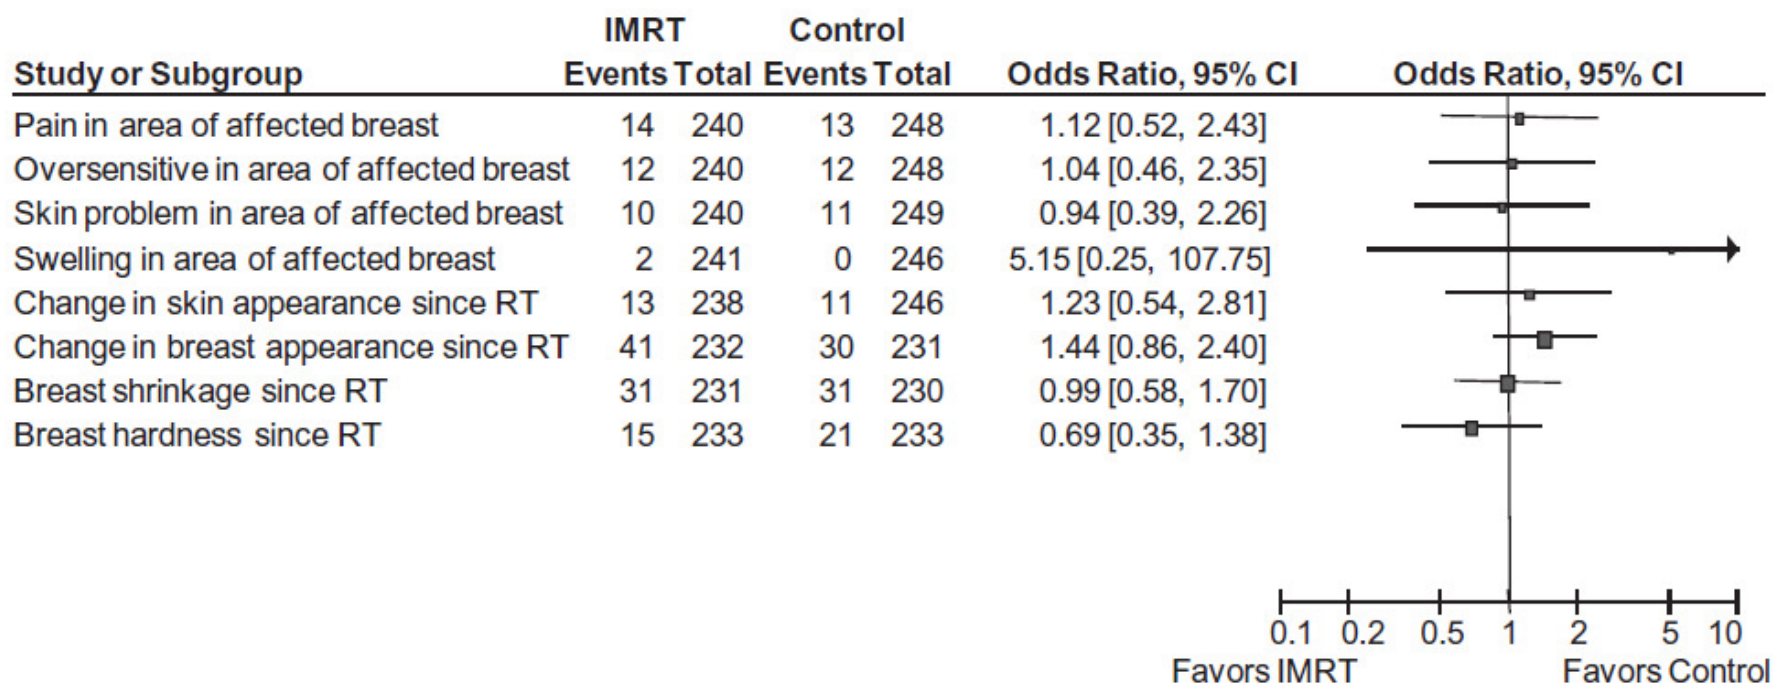 IMRT Control
Study or Subgroup Events Total Events Total Odds Ratio, 95% CI Odds Ratio, 95% CI
Pain in area of affected breast 14 240 13 248 1.12 [0.52, 2.43]
Oversensitive in area of affected breast 12 240 12 248 1.04 [0.46, 2.35]
Skin problem in area of affected breast 10 240 11 249 0.94 [0.39, 2.26]
Swelling in area of affected breast 2 241 0 246 5.15 [0.25, 107.75]
Change in skin appearance since RT 13 238 11 246 1.23 [0.54, 2.81]
Change in breast appearance since RT 41 232 30 231 1.44 [0.86, 2.40]
Breast shrinkage since RT 31 231 31 230 0.99 [0.58, 1.70]
Breast hardness since RT 15 233 21 233 0.69 [0.35, 1.38]
0.1 0.2 0.5 1 2 5 10
Favors IMRT Favors Control